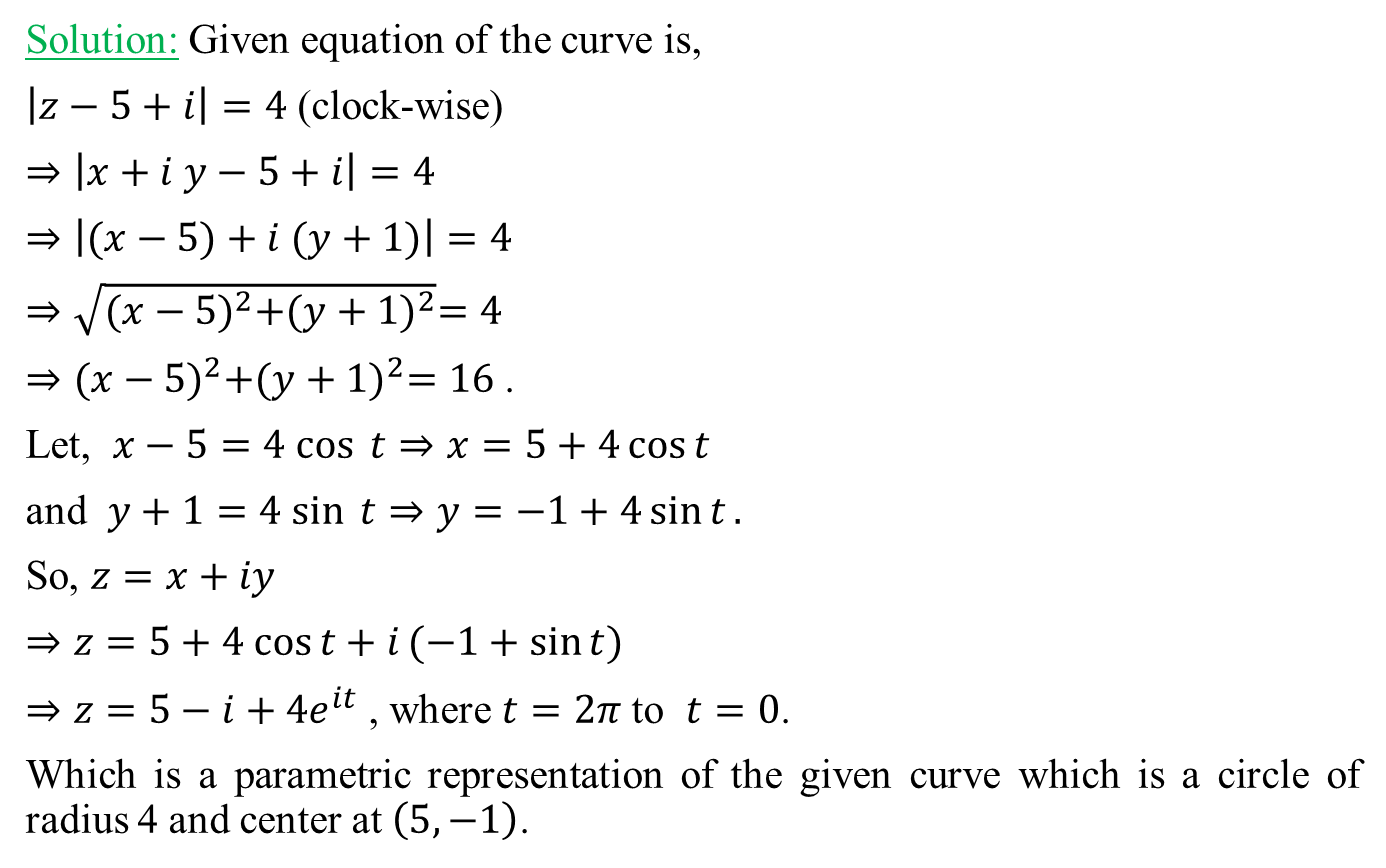 Solution: Given equation of the curve is,
|z − 5 + i| = 4 (clock-wise)
⇒ |x + i y − 5 + i| = 4
⇒ |(x − 5) + i (y + 1)| = 4
⇒ √((x − 5)²+(y + 1)²)= 4
⇒ (x − 5)²+(y + 1)²= 16 .
Let, x − 5 = 4 cos t ⇒ x = 5 + 4 cos t
and y + 1 = 4 sin t ⇒ y = −1 + 4 sin t .
So, z = x + iy
⇒ z = 5 + 4 cos t + i (−1 + sin t)
⇒ z = 5 − i + 4eⁱᵗ , where t = 2π to t = 0.
Which is a parametric representation of the given curve which is a circle of
radius 4 and center at (5, −1).